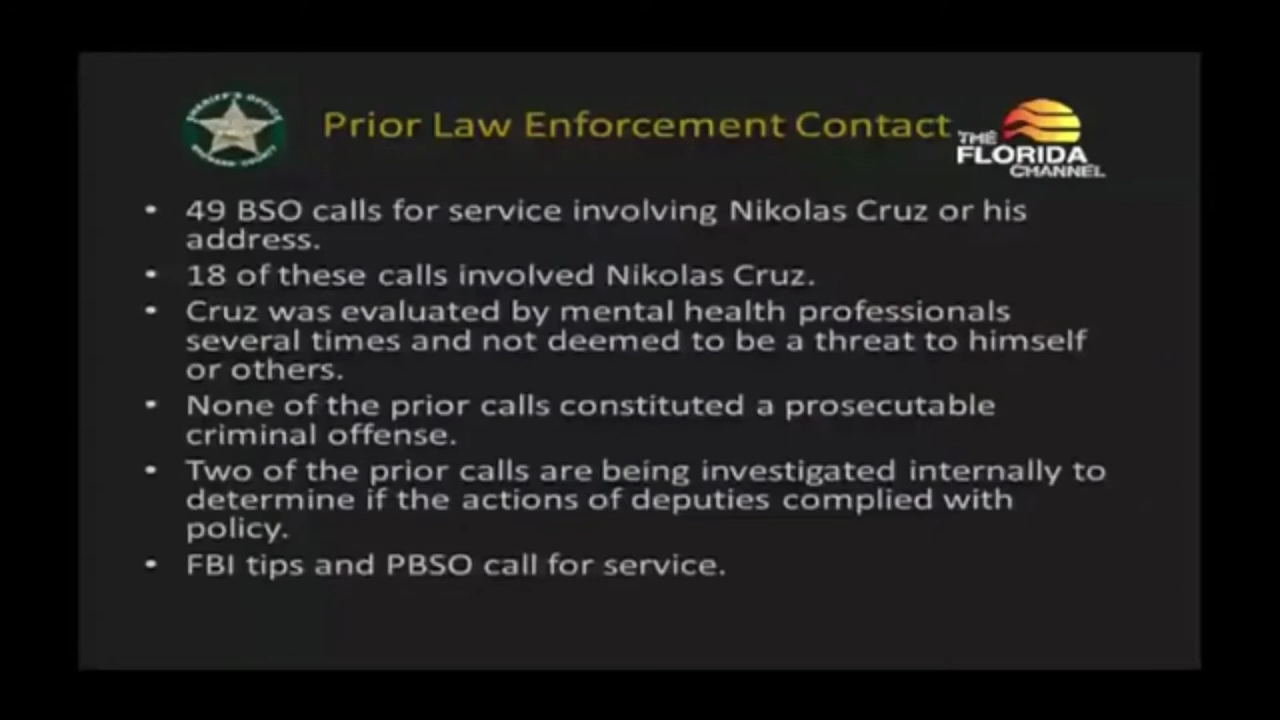 Prior Law Enforcement Contact
THE
FLORIDA
CHANNEL
• 49 BSO calls for service involving Nikolas Cruz or his
address.
• 18 of these calls involved Nikolas Cruz.
• Cruz was evaluated by mental health professionals
several times and not deemed to be a threat to himself
or others.
• None of the prior calls constituted a prosecutable
criminal offense.
• Two of the prior calls are being investigated internally to
determine if the actions of deputies complied with
policy.
• FBI tips and PBSO call for service.